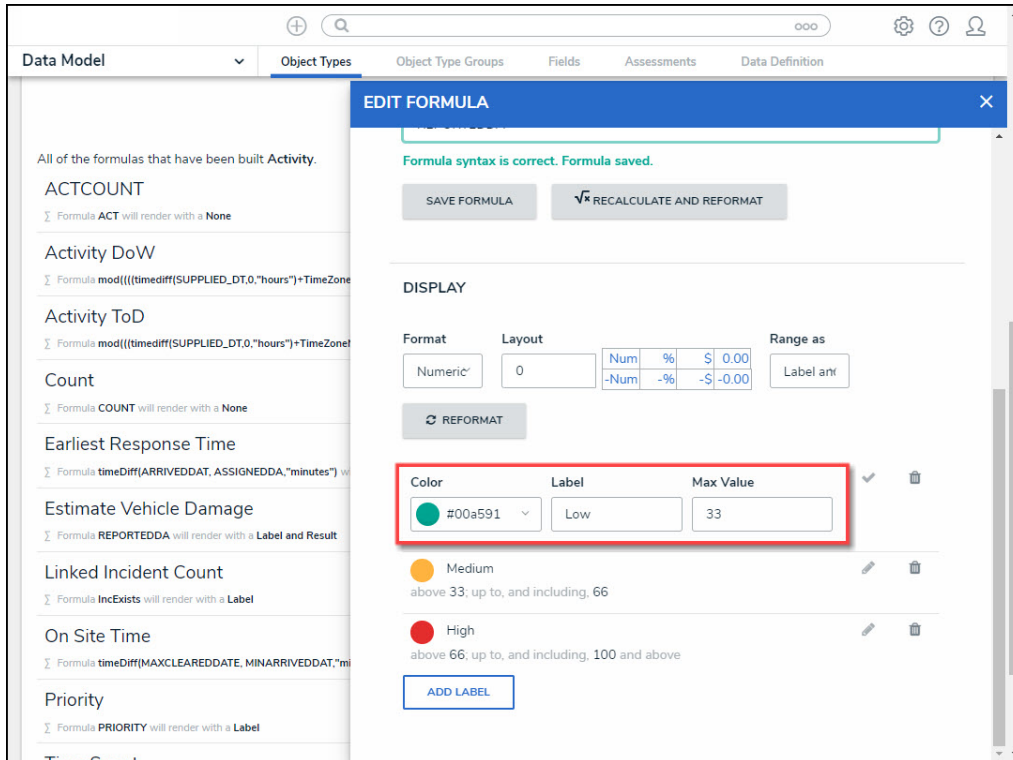 Data Model
Object Types
Object Type Groups
Fields
Assessments
Data Definition
EDIT FORMULA
All of the formulas that have been built Activity.
ACTCOUNT
∑ Formula ACT will render with a None
Activity DoW
∑ Formula mod((((timediff(SUPPLIED_DT,0,"hours")+TimeZone
Activity ToD
∑ Formula mod(((timediff(SUPPLIED_DT,0,"hours")+TimeZone
Count
∑ Formula COUNT will render with a None
Earliest Response Time
∑ Formula timeDiff(ARRIVEDDAT, ASSIGNEDDA,"minutes") w
Estimate Vehicle Damage
∑ Formula REPORTEDDA will render with a Label and Result
Linked Incident Count
∑ Formula IncExists will render with a Label
On Site Time
∑ Formula timeDiff(MAXCLEAREDDATE, MINARRIVEDDAT,"mi
Priority
∑ Formula PRIORITY will render with a Label
Formula syntax is correct. Formula saved.
SAVE FORMULA
√x RECALCULATE AND REFORMAT
DISPLAY
Format Layout Range as
Numeric 0 Label and
Num % $ 0.00
-Num -% -$ -0.00
REFORMAT
Color Label Max Value
#00a591 Low 33
Medium
above 33; up to, and including, 66
High
above 66; up to, and including, 100 and above
ADD LABEL